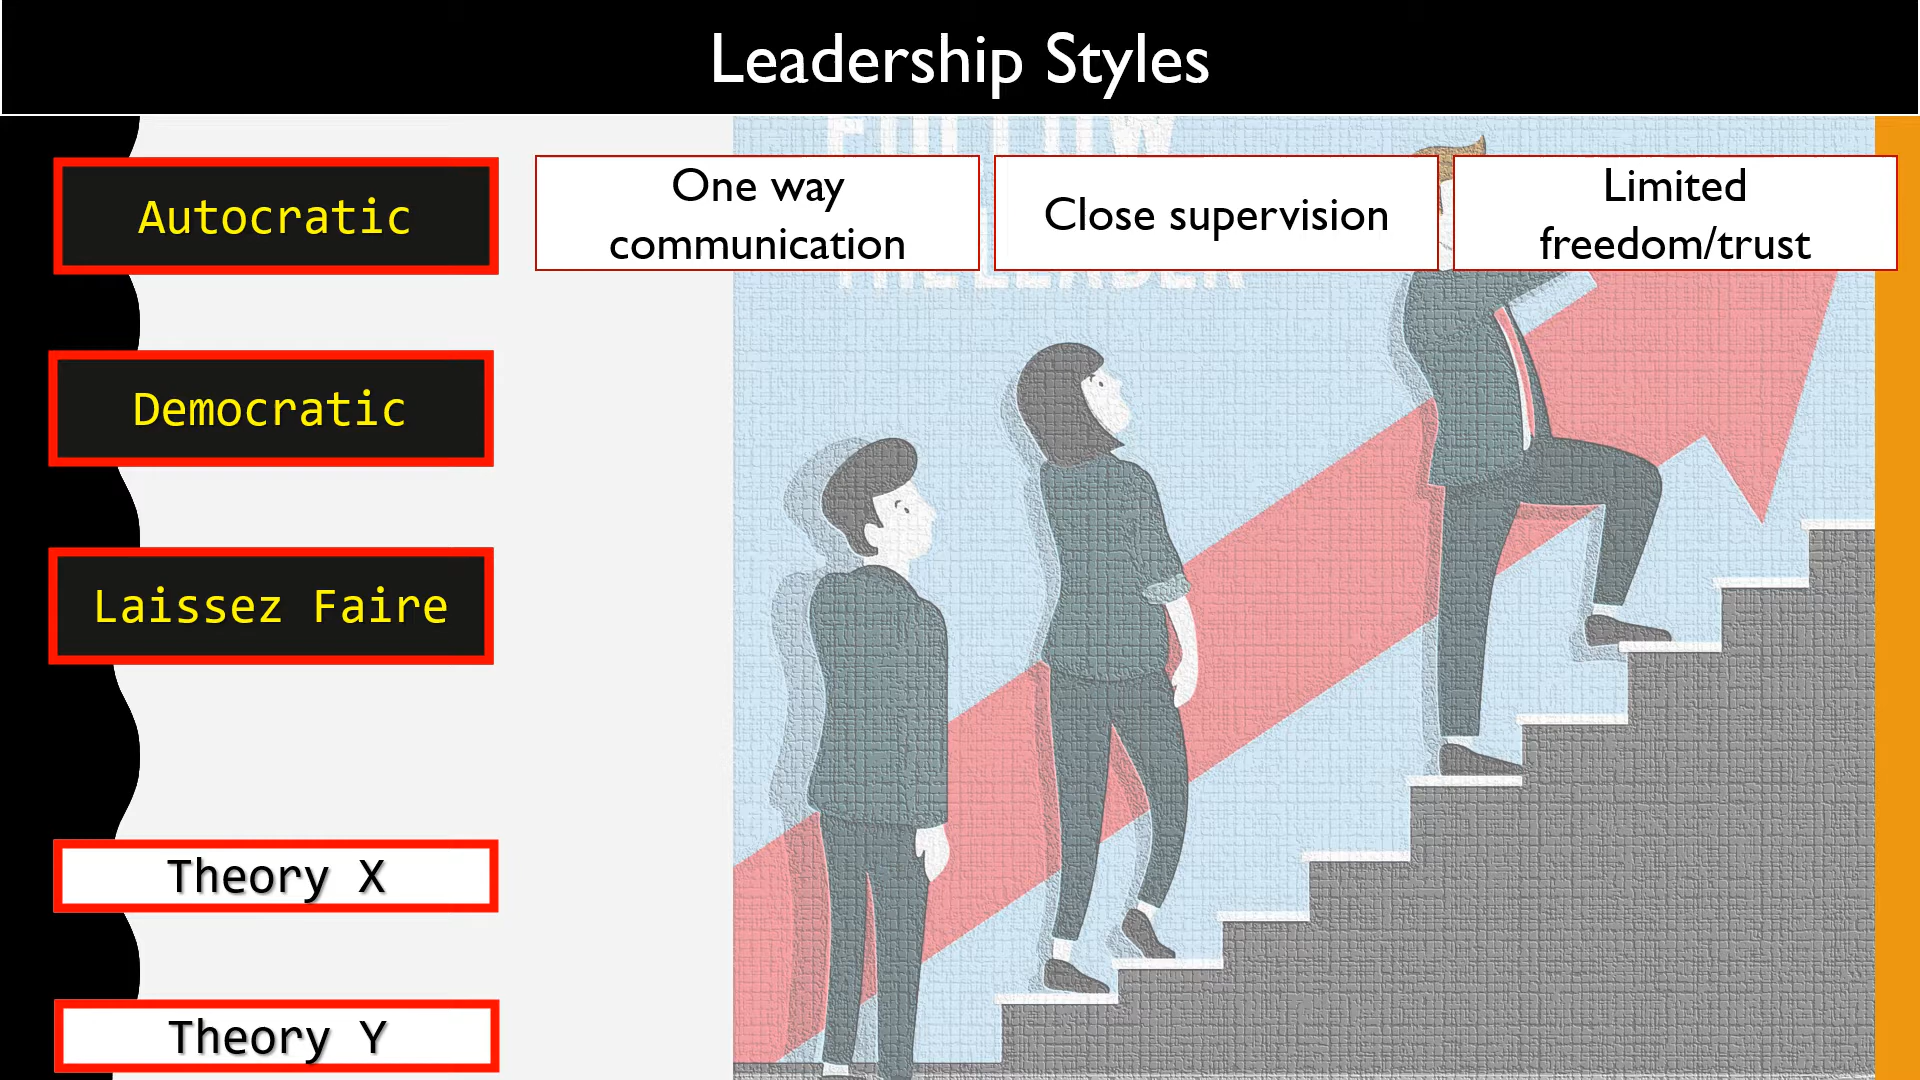 Leadership Styles
Autocratic
One way
communication
Close supervision
Limited
freedom/trust
Democratic
Laissez Faire
Theory X
Theory Y